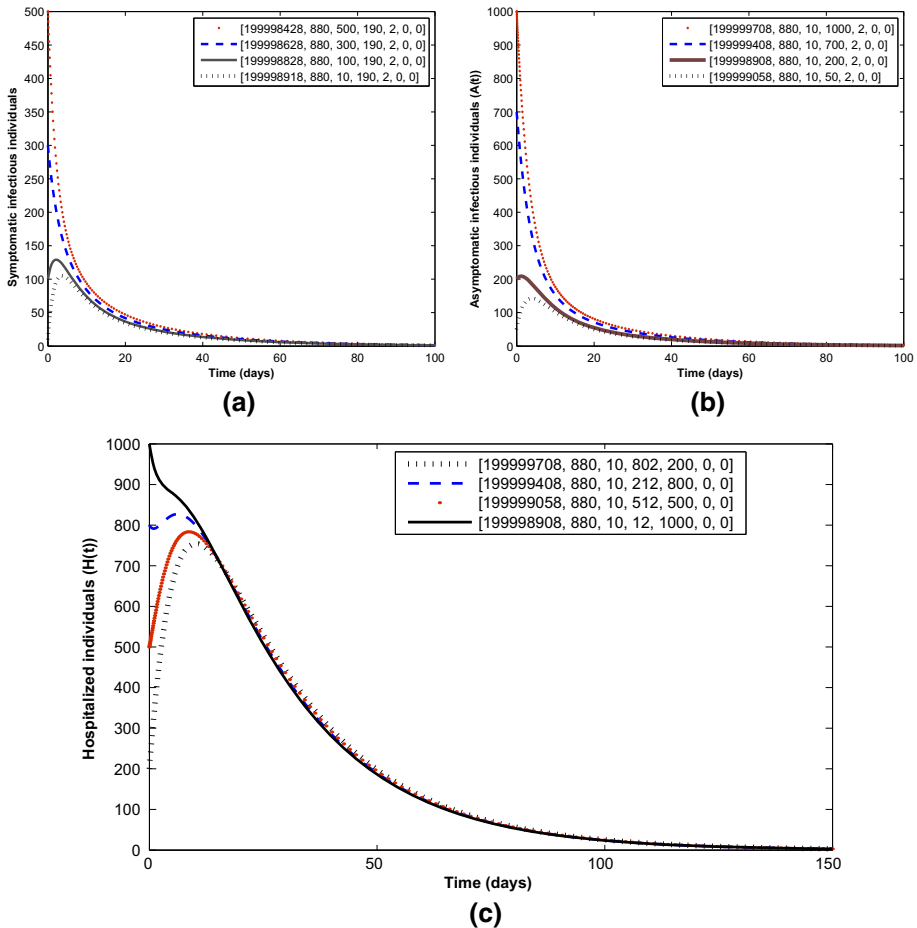 500
450
400
350
300
250
200
150
100
50
0
Symptomatic infectious individuals
[199998428, 880, 500, 190, 2, 0, 0]
[199998628, 880, 300, 190, 2, 0, 0]
[199998828, 880, 100, 190, 2, 0, 0]
[199998918, 880, 10, 190, 2, 0, 0]
0 20 40 60 80 100
Time (days)
(a)
1000
900
800
700
600
500
400
300
200
100
0
Asymptomatic infectious individuals (A(t)
[199999708, 880, 10, 1000, 2, 0, 0]
[199999408, 880, 10, 700, 2, 0, 0]
[199998908, 880, 10, 200, 2, 0, 0]
[199999058, 880, 10, 50, 2, 0, 0]
0 20 40 60 80 100
Time (days)
(b)
1000
900
800
700
600
500
400
300
200
100
0
Hospitalized individuals (H(t))
[199999708, 880, 10, 802, 200, 0, 0]
[199999408, 880, 10, 212, 800, 0, 0]
[199999058, 880, 10, 512, 500, 0, 0]
[199998908, 880, 10, 12, 1000, 0, 0]
0 50 100 150
Time (days)
(c)